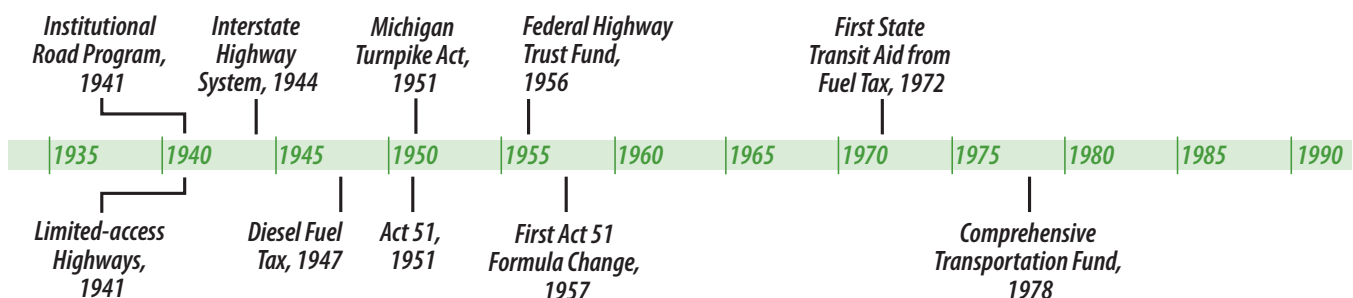 Institutional
Road Program,
1941
Interstate
Highway
System, 1944
Michigan
Turnpike Act,
1951
Federal Highway
Trust Fund,
1956
First State
Transit Aid from
Fuel Tax, 1972
1935 1940 1945 1950 1955 1960 1965 1970 1975 1980 1985 1990
Limited-access
Highways,
1941
Diesel Fuel
Tax, 1947
Act 51,
1951
First Act 51
Formula Change,
1957
Comprehensive
Transportation Fund,
1978